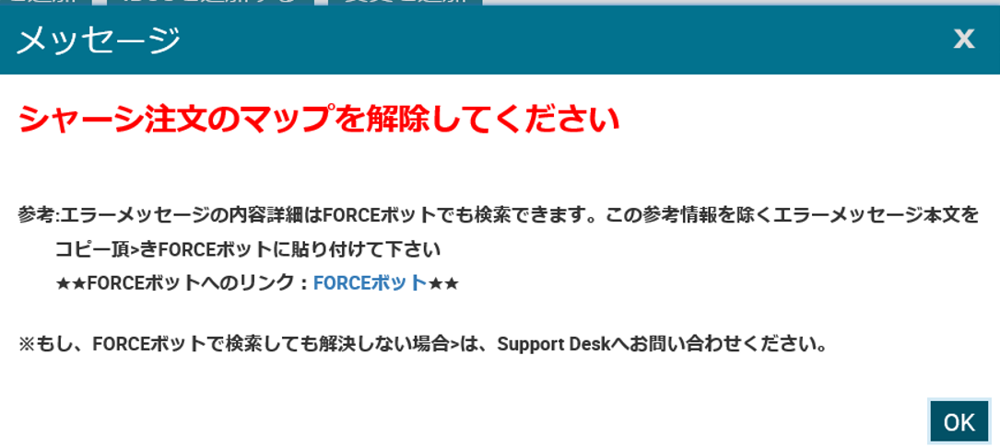 メッセージ
X
シャーシ注文のマップを解除してください
参考:エラーメッセージの内容詳細はFORCEボットでも検索できます。この参考情報を除くエラーメッセージ本文を
コピー頂>きFORCEボットに貼り付けて下さい
★★FORCEボットへのリンク：FORCEボット★★
※もし、FORCEボットで検索しても解決しない場合>は、Support Deskへお問い合わせください。
OK